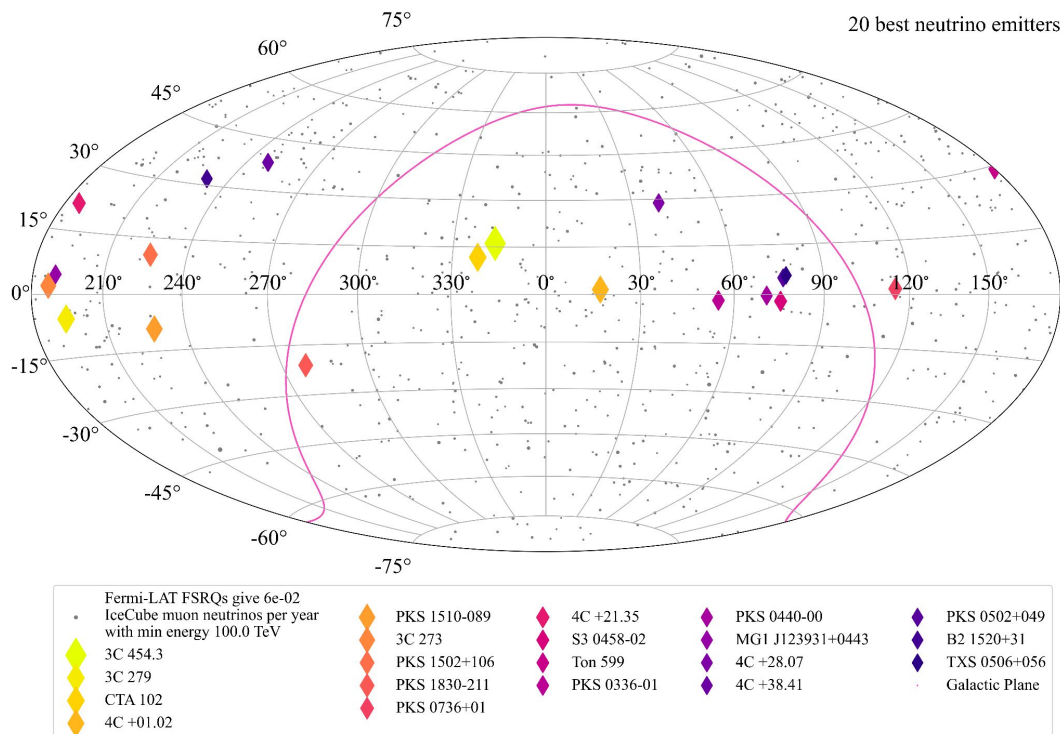 20 best neutrino emitters
75°
60°
45°
30°
15°
0°
-15°
-30°
-45°
-60°
-75°
210° 240° 270° 300° 330° 0° 30° 60° 90° 120° 150°
Fermi-LAT FSRQs give 6e-02
IceCube muon neutrinos per year
with min energy 100.0 TeV
3C 454.3
3C 279
CTA 102
4C +01.02
PKS 1510-089
3C 273
PKS 1502+106
PKS 1830-211
PKS 0736+01
4C +21.35
S3 0458-02
Ton 599
PKS 0336-01
PKS 0440-00
MG1 J123931+0443
4C +28.07
4C +38.41
PKS 0502+049
B2 1520+31
TXS 0506+056
Galactic Plane